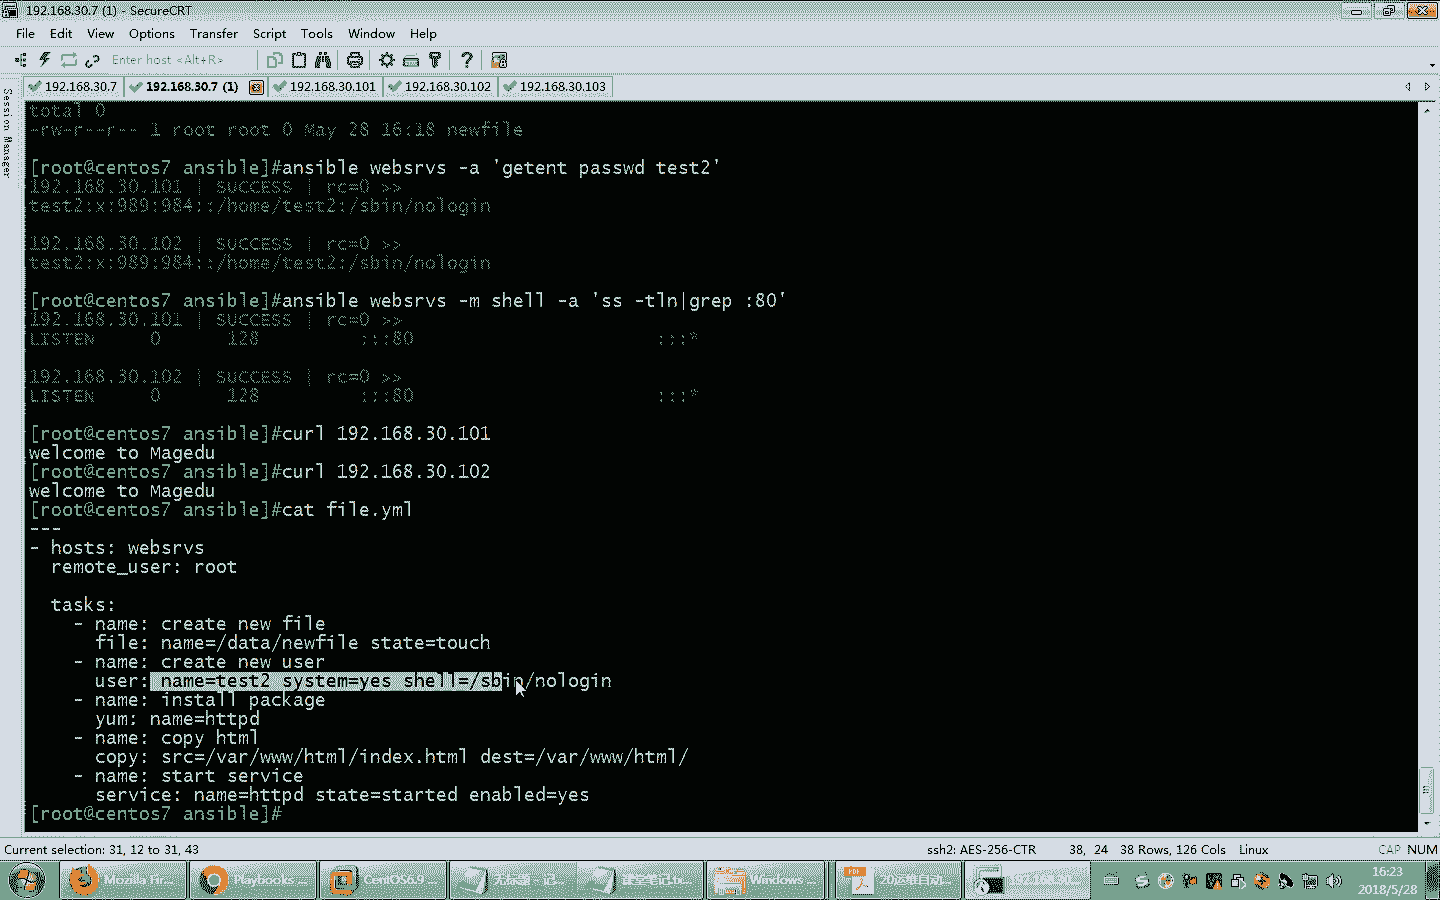 192.168.30.7 (1) - SecureCRT
File Edit View Options Transfer Script Tools Window Help
Enter host <Alt+R>
192.168.30.7 192.168.30.7 (1) 192.168.30.101 192.168.30.102 192.168.30.103
Session Manager
total 0
-rw-r--r-- 1 root root 0 May 28 16:18 newfile
[root@centos7 ansible]#ansible websrvs -a 'getent passwd test2'
192.168.30.101 | SUCCESS | rc=0 >>
test2:x:989:984::/home/test2:/sbin/nologin
192.168.30.102 | SUCCESS | rc=0 >>
test2:x:989:984::/home/test2:/sbin/nologin
[root@centos7 ansible]#ansible websrvs -m shell -a 'ss -tln|grep :80'
192.168.30.101 | SUCCESS | rc=0 >>
LISTEN 0 128 :::80 :::*
192.168.30.102 | SUCCESS | rc=0 >>
LISTEN 0 128 :::80 :::*
[root@centos7 ansible]#curl 192.168.30.101
welcome to Magedu
[root@centos7 ansible]#curl 192.168.30.102
welcome to Magedu
[root@centos7 ansible]#cat file.yml
---
- hosts: websrvs
remote_user: root
tasks:
- name: create new file
file: name=/data/newfile state=touch
- name: create new user
user: name=test2 system=yes shell=/sbin/nologin
- name: install package
yum: name=httpd
- name: copy html
copy: src=/var/www/html/index.html dest=/var/www/html/
- name: start service
service: name=httpd state=started enabled=yes
[root@centos7 ansible]#
Current selection: 31, 12 to 31, 43 ssh2: AES-256-CTR 38, 24 38 Rows, 126 Cols Linux CAP NUM
Mozilla Fir... Playbooks ... CentOS6.9 ... 无标题 - 记... 课堂笔记.tx... Windows ... 20运维自动... 192.168.30....
16:23
2018/5/28